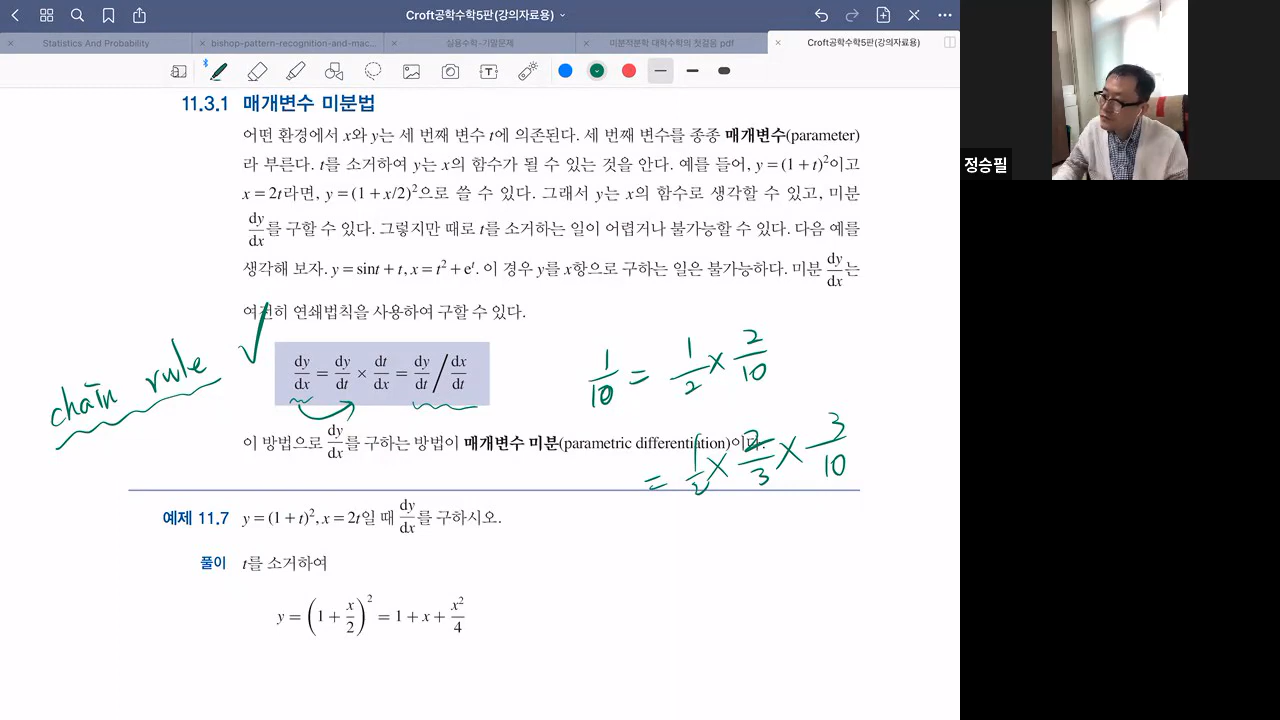 Croft공학수학5판(강의자료용)
Statistics And Probability
bishop-pattern-recognition-and-mac...
실용수학-기말문제
미분적분학 대학수학의 첫걸음.pdf
Croft공학수학5판(강의자료용)
11.3.1 매개변수 미분법
어떤 환경에서 x와 y는 세 번째 변수 t에 의존된다. 세 번째 변수를 종종 매개변수(parameter)
라 부른다. t를 소거하여 y는 x의 함수가 될 수 있는 것을 안다. 예를 들어, y = (1 + t)²이고
x = 2t라면, y = (1 + x/2)²으로 쓸 수 있다. 그래서 y는 x의 함수로 생각할 수 있고, 미분
dy/dx를 구할 수 있다. 그렇지만 때로 t를 소거하는 일이 어렵거나 불가능할 수 있다. 다음 예를
생각해 보자. y = sint + t, x = t² + eᵗ. 이 경우 y를 x항으로 구하는 일은 불가능하다. 미분 dy/dx는
여전히 연쇄법칙을 사용하여 구할 수 있다.
chain rule ✓
dy/dx = dy/dt × dt/dx = dy/dt / dx/dt
1/10 = 1/2 × 2/10
이 방법으로 dy/dx를 구하는 방법이 매개변수 미분(parametric differentiation)이다.
= 1/2 × 2/3 × 3/10
예제 11.7 y = (1 + t)², x = 2t일 때 dy/dx를 구하시오.
풀이 t를 소거하여
y = (1 + x/2)² = 1 + x + x²/4
정승필